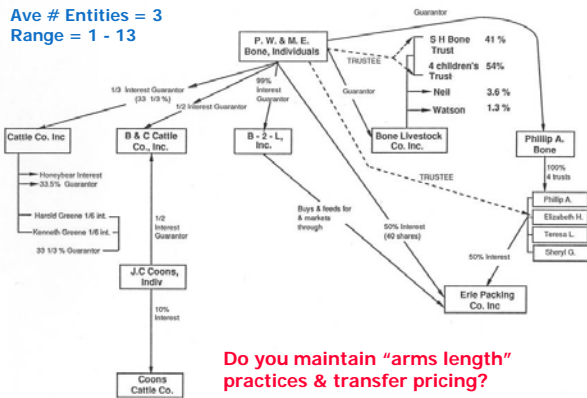 Ave # Entities = 3
Range = 1 - 13
P. W. & M. E.
Bone, Individuals
Guarantor
S H Bone
Trust
41 %
TRUSTEE
4 children's
Trust
54%
Neil
3.6 %
Watson
1.3 %
1/3 Interest Guarantor
(33 1/3 %)
1/2 Interest Guarantor
99%
Interest
Guarantor
Guarantor
Cattle Co. Inc
B & C Cattle
Co., Inc.
B - 2 - L,
Inc.
Bone Livestock
Co. Inc.
Phillip A.
Bone
Honeybear Interest
33.5% Guarantor
TRUSTEE
100%
4 trusts
Harold Greene 1/6 int.
Kenneth Greene 1/6 int.
33 1/3 % Guarantor
1/2
Interest
Guarantor
Buys & feeds for
& markets
through
50% Interest
(40 shares)
Phillip A.
Elizabeth H.
Teresa L.
Sheryl G.
50% Interest
J.C Coons,
Indiv
Erie Packing
Co. Inc
10%
Interest
Coons
Cattle Co.
Do you maintain “arms length”
practices & transfer pricing?